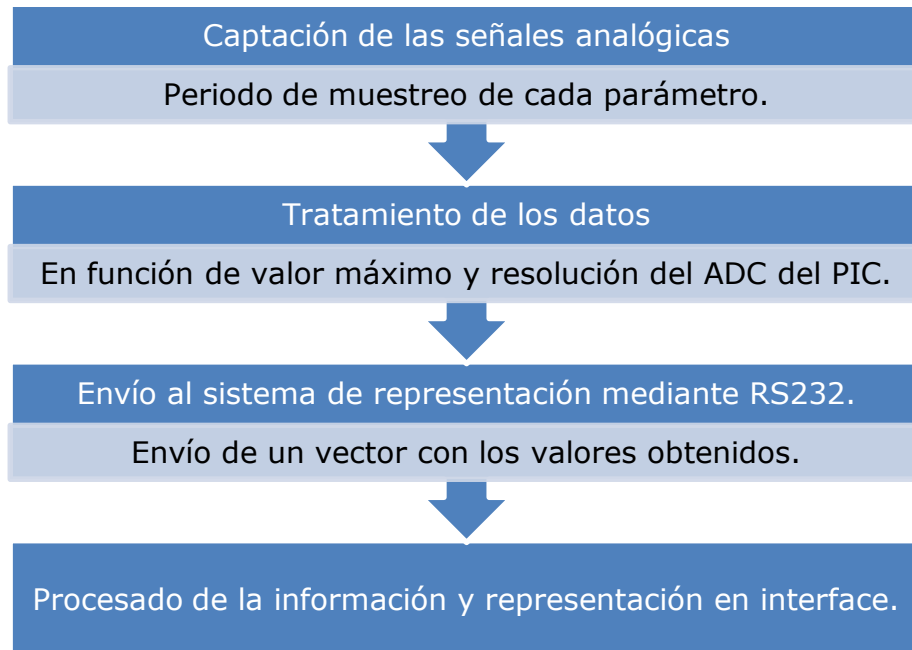 Captación de las señales analógicas
Periodo de muestreo de cada parámetro.
Tratamiento de los datos
En función de valor máximo y resolución del ADC del PIC.
Envío al sistema de representación mediante RS232.
Envío de un vector con los valores obtenidos.
Procesado de la información y representación en interface.